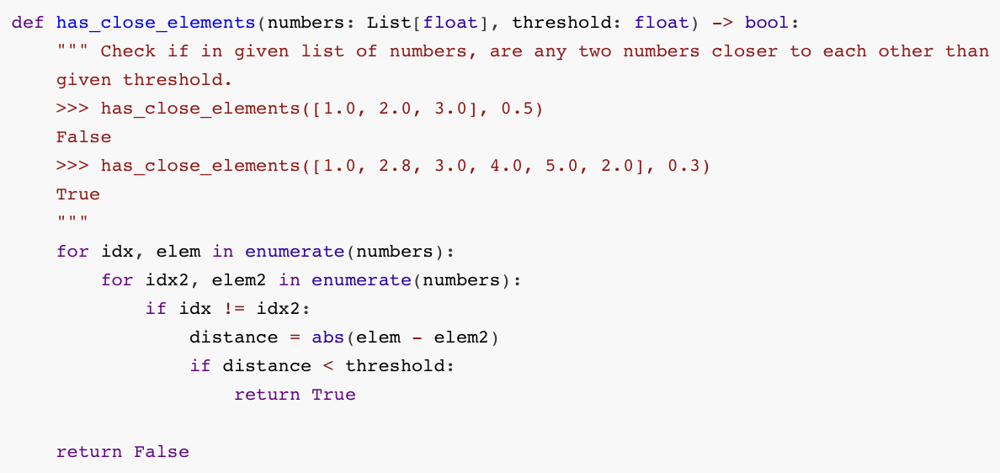 def has_close_elements(numbers: List[float], threshold: float) -> bool:
    """ Check if in given list of numbers, are any two numbers closer to each other than
    given threshold.
    >>> has_close_elements([1.0, 2.0, 3.0], 0.5)
    False
    >>> has_close_elements([1.0, 2.8, 3.0, 4.0, 5.0, 2.0], 0.3)
    True
    """
    for idx, elem in enumerate(numbers):
        for idx2, elem2 in enumerate(numbers):
            if idx != idx2:
                distance = abs(elem - elem2)
                if distance < threshold:
                    return True

    return False